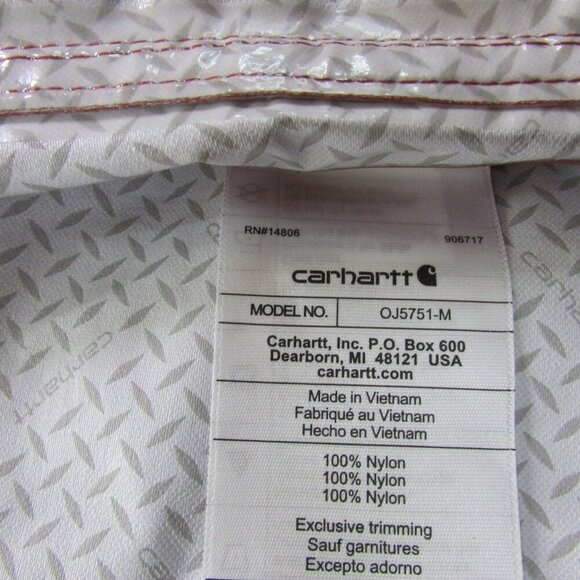 RN#14806 906717
carhartt
MODEL NO. OJ5751-M
Carhartt, Inc. P.O. Box 600
Dearborn, MI 48121 USA
carhartt.com
Made in Vietnam
Fabriqué au Vietnam
Hecho en Vietnam
100% Nylon
100% Nylon
100% Nylon
Exclusive trimming
Sauf garnitures
Excepto adorno
carhartt